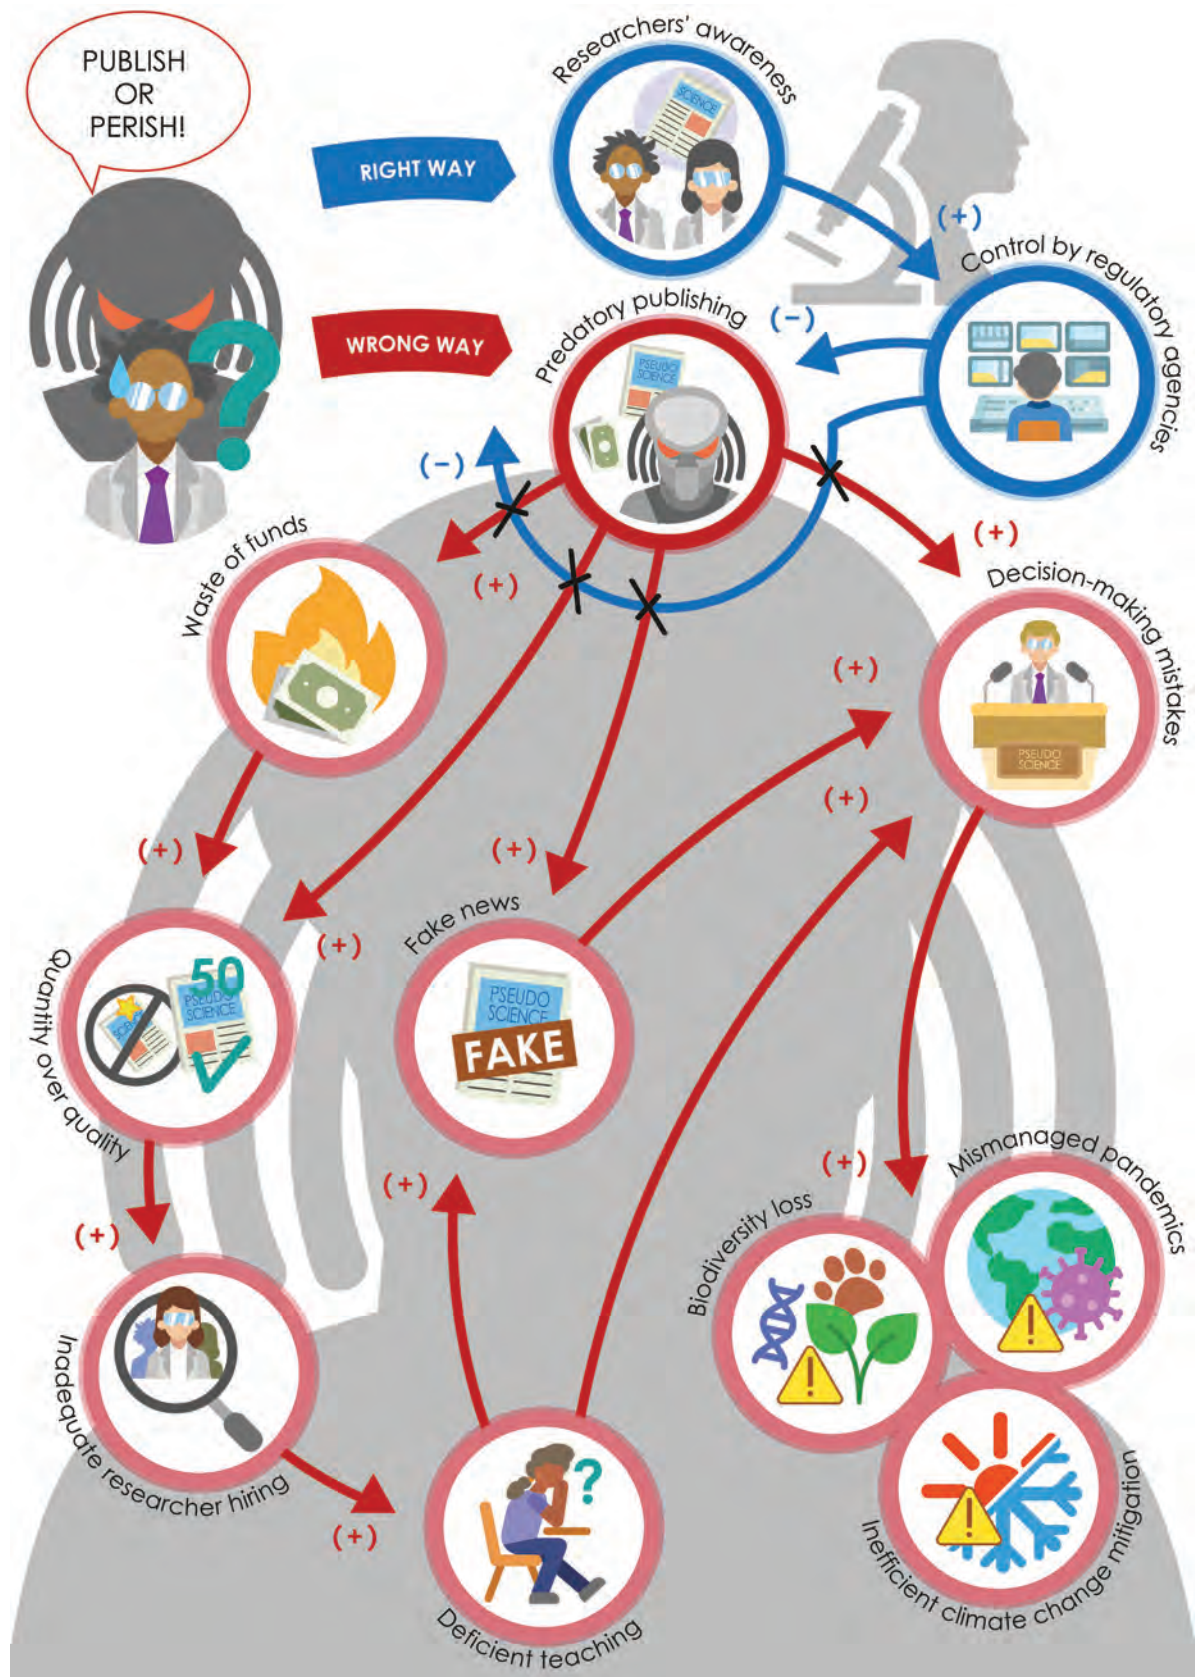 PUBLISH
OR
PERISH!
RIGHT WAY
WRONG WAY
Researchers' awareness
SCIENCE
(+)
Control by regulatory agencies
(-)
Predatory publishing
PSEUDO
SCIENCE
(-)
(+)
(+)
Waste of funds
Decision-making mistakes
PSEUDO
SCIENCE
(+)
(+)
(+)
(+)
(+)
Quantity over quality
SCIENCE
50
PSEUDO
SCIENCE
Fake news
PSEUDO
SCIENCE
FAKE
(+)
(+)
(+)
Mismanaged pandemics
Biodiversity loss
Inefficient climate change mitigation
Inadequate researcher hiring
(+)
?
Deficient teaching